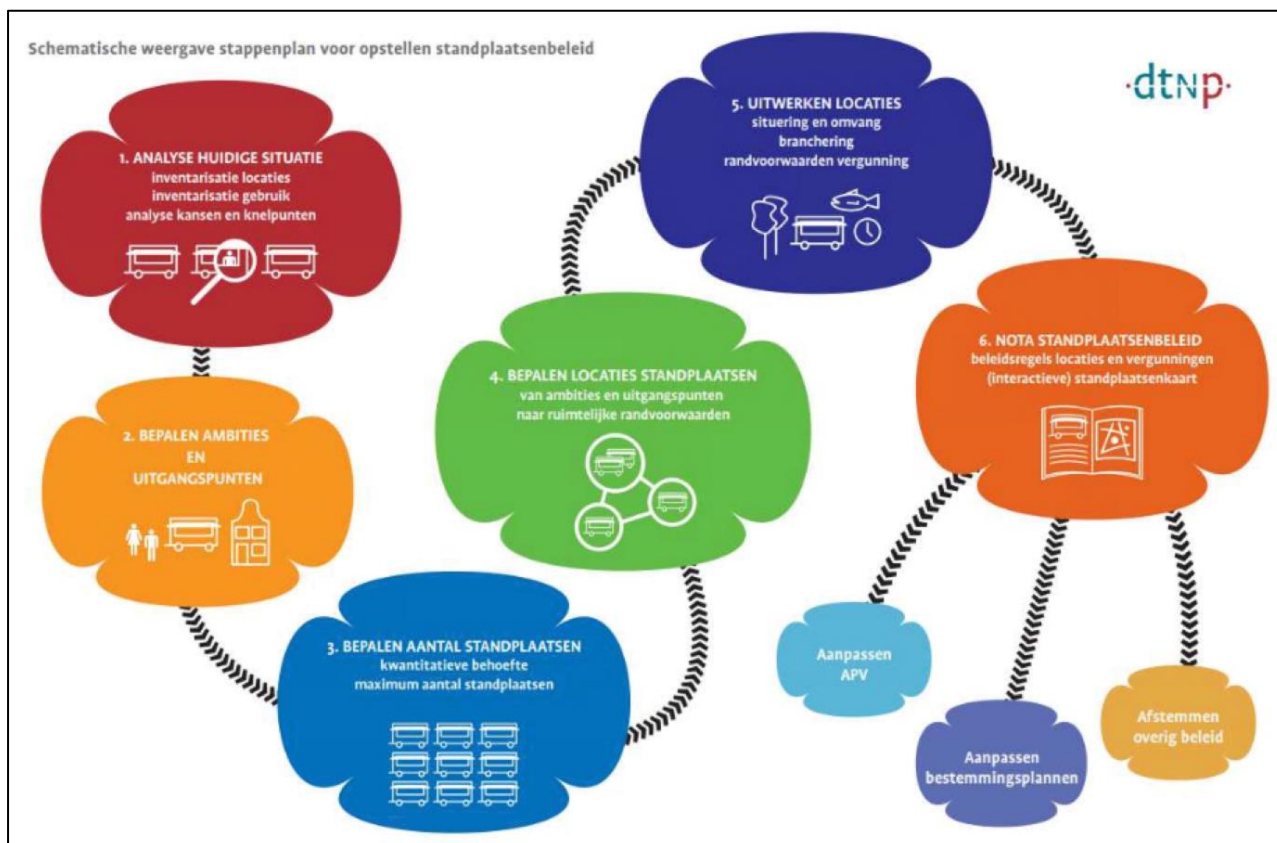 Schematische weergave stappenplan voor opstellen standplaatsenbeleid
·dtnp·
1. ANALYSE HUIDIGE SITUATIE
inventarisatie locaties
inventarisatie gebruik
analyse kansen en knelpunten
2. BEPALEN AMBITIES
EN
UITGANGSPUNTEN
3. BEPALEN AANTAL STANDPLAATSEN
kwantitatieve behoefte
maximum aantal standplaatsen
4. BEPALEN LOCATIES STANDPLAATSEN
van ambities en uitgangspunten
naar ruimtelijke randvoorwaarden
5. UITWERKEN LOCATIES
situering en omvang
branchering
randvoorwaarden vergunning
6. NOTA STANDPLAATSENBELEID
beleidsregels locaties en vergunningen
(interactieve) standplaatsenkaart
Aanpassen
APV
Aanpassen
bestemmingsplannen
Afstemmen
overig beleid